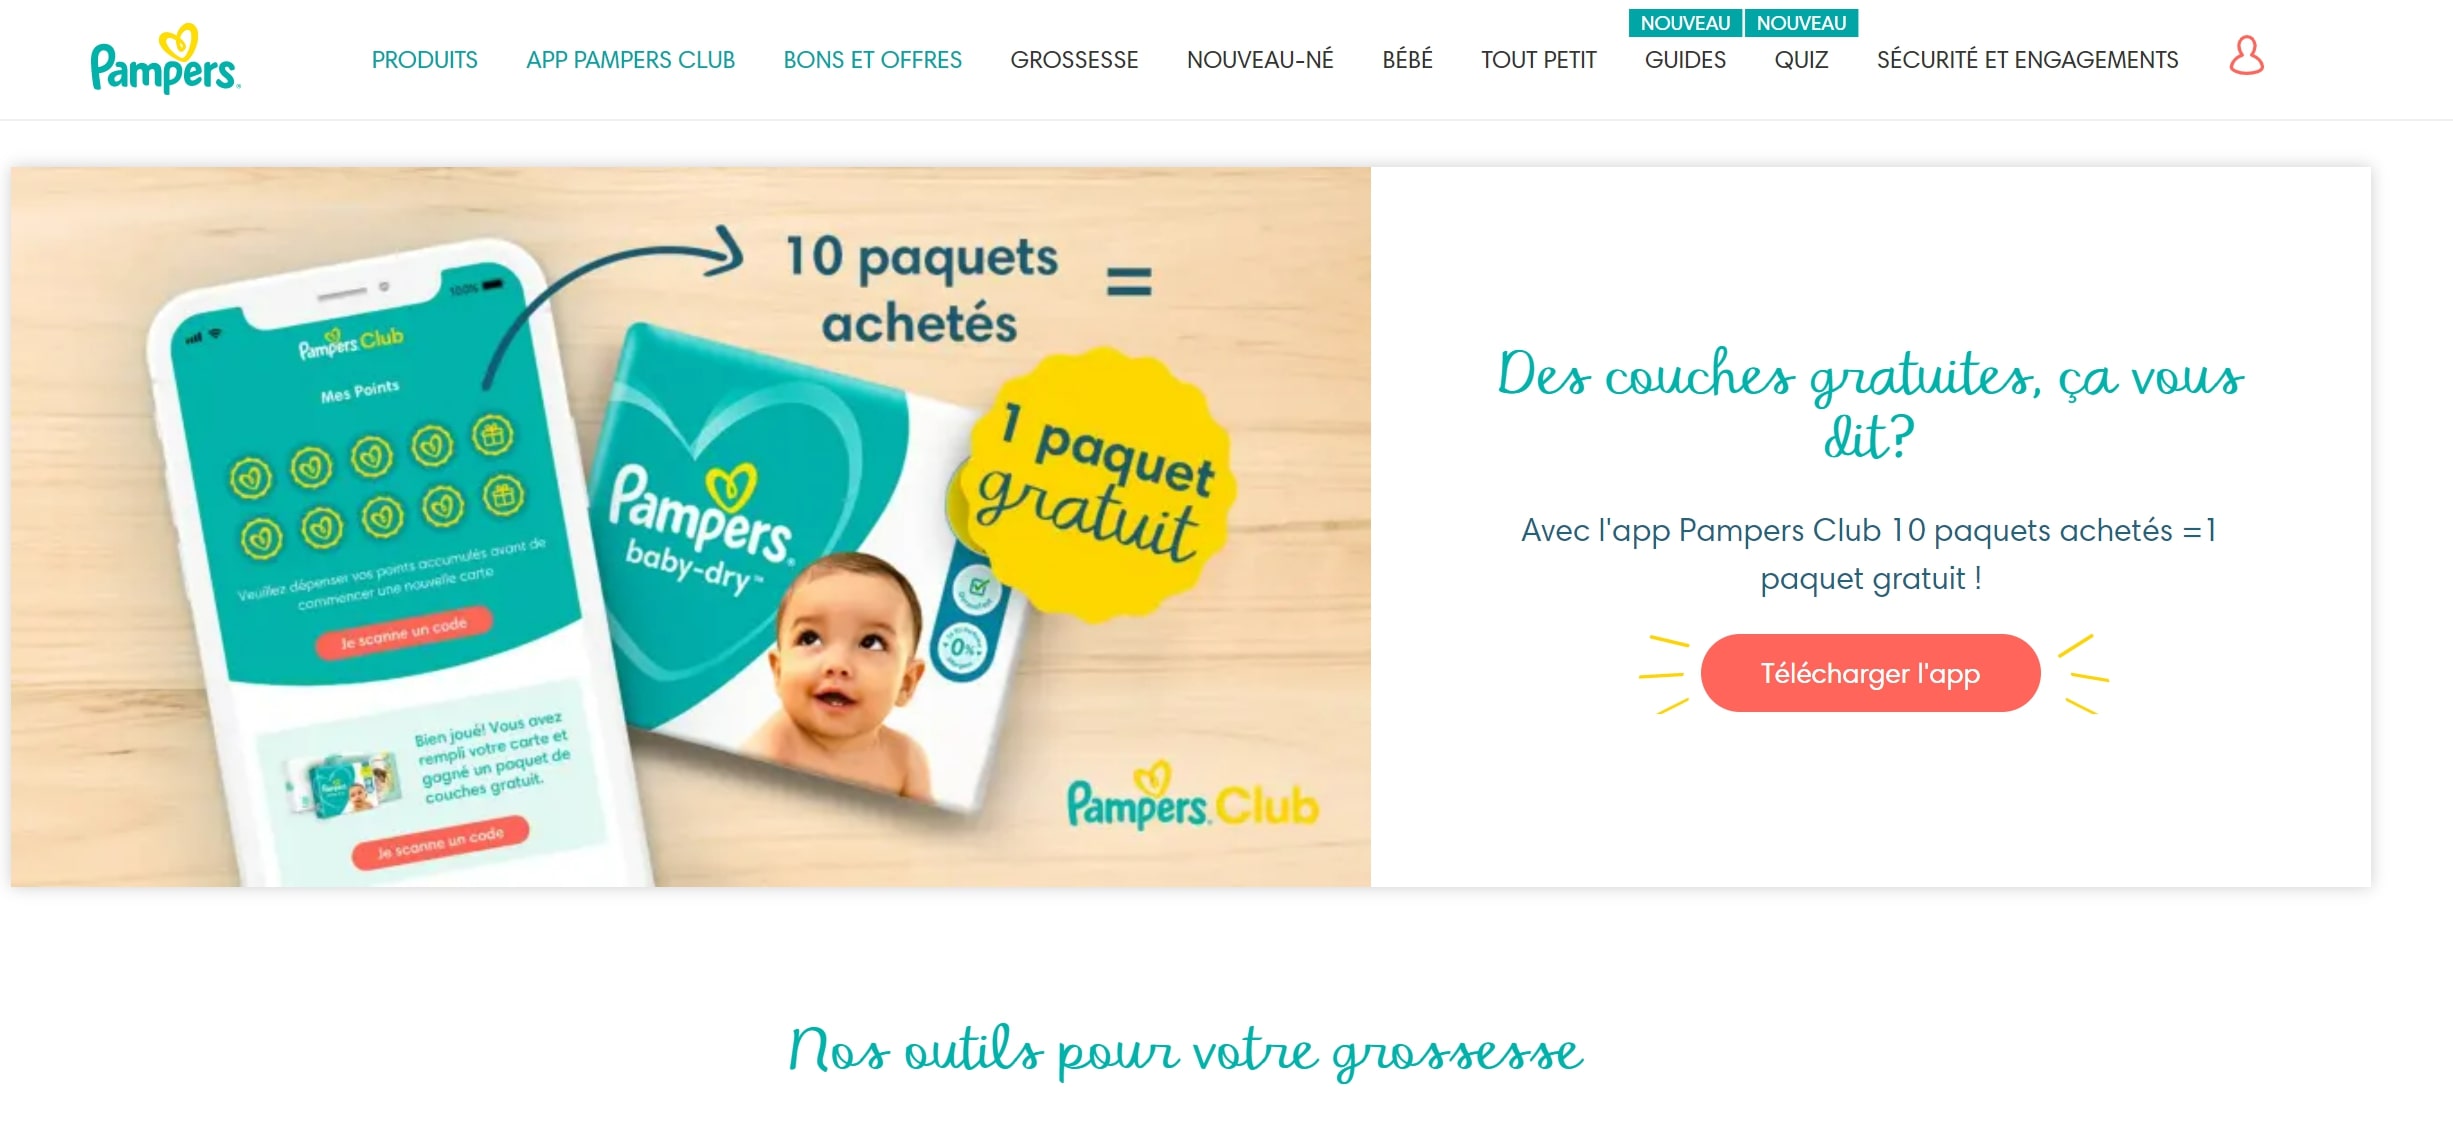 Pampers
NOUVEAU NOUVEAU
PRODUITS APP PAMPERS CLUB BONS ET OFFRES GROSSESSE NOUVEAU-NÉ BÉBÉ TOUT PETIT GUIDES QUIZ SÉCURITÉ ET ENGAGEMENTS
100%
Pampers Club
Mes Points
Veuillez dépenser vos points accumulés avant de
commencer une nouvelle carte
Je scanne un code
Bien joué! Vous avez
rempli votre carte et
gagné un paquet de
couches gratuit.
Je scanne un code
10 paquets
achetés
=
Pampers
baby-dry™
0%
1 paquet
gratuit
Pampers Club
Des couches gratuites, ça vous
dit?
Avec l'app Pampers Club 10 paquets achetés =1
paquet gratuit !
Télécharger l'app
Nos outils pour votre grossesse